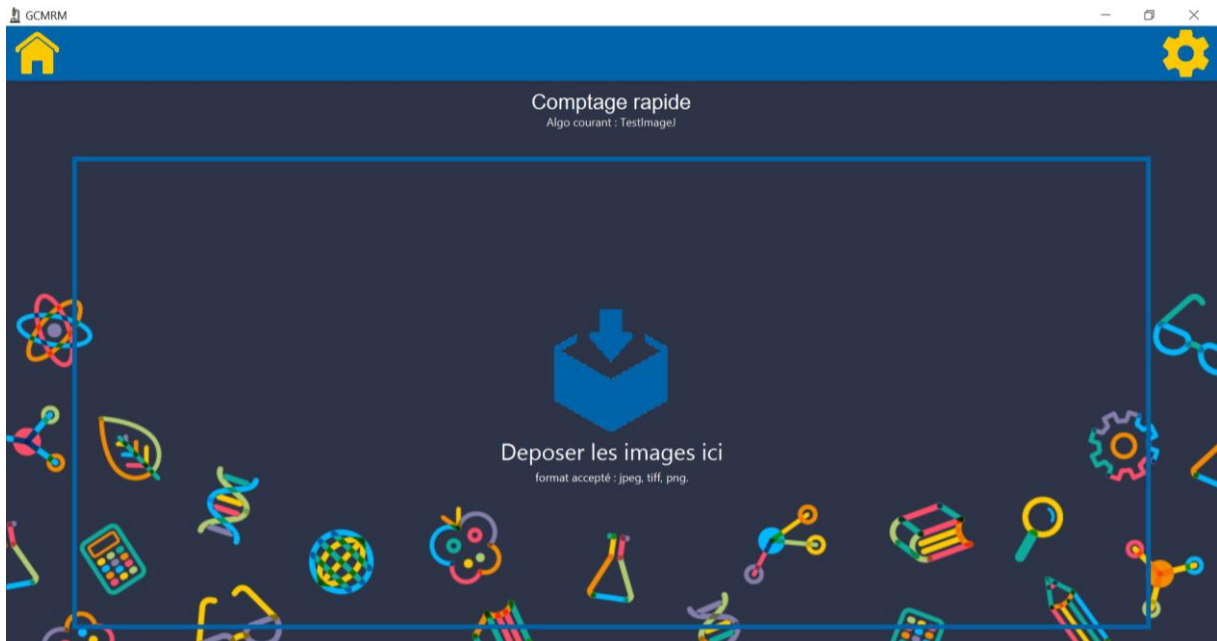 GCMRM
Comptage rapide
Algo courant : TestImageJ
Deposer les images ici
format accepté : jpeg, tiff, png.